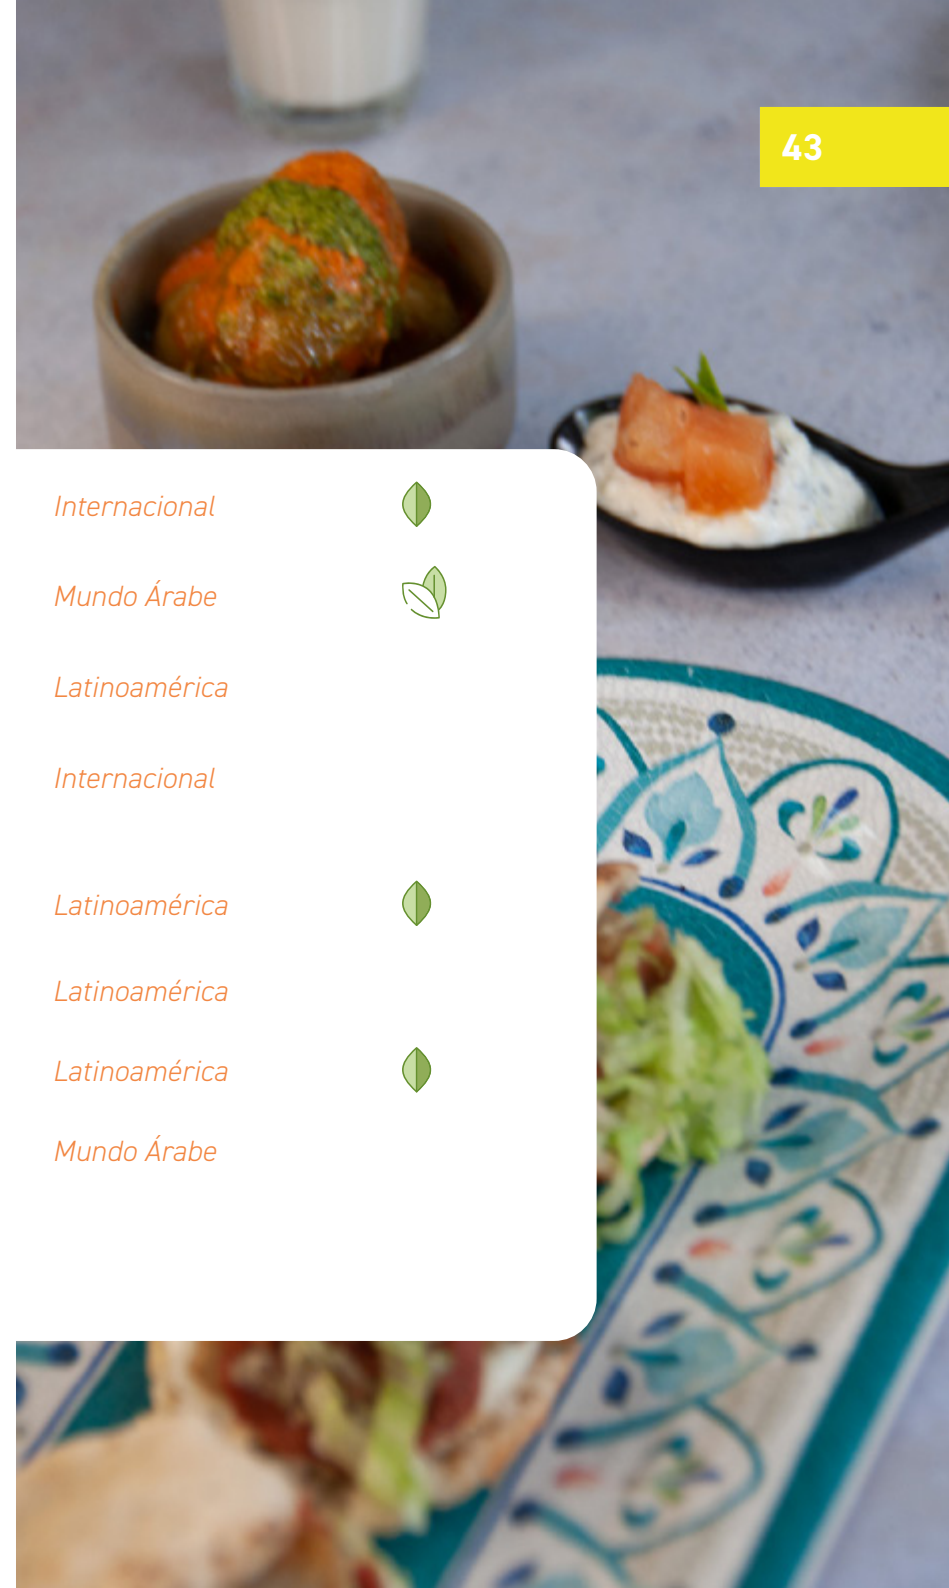 43
Internacional
Mundo Árabe
Latinoamérica
Internacional
Latinoamérica
Latinoamérica
Latinoamérica
Mundo Árabe